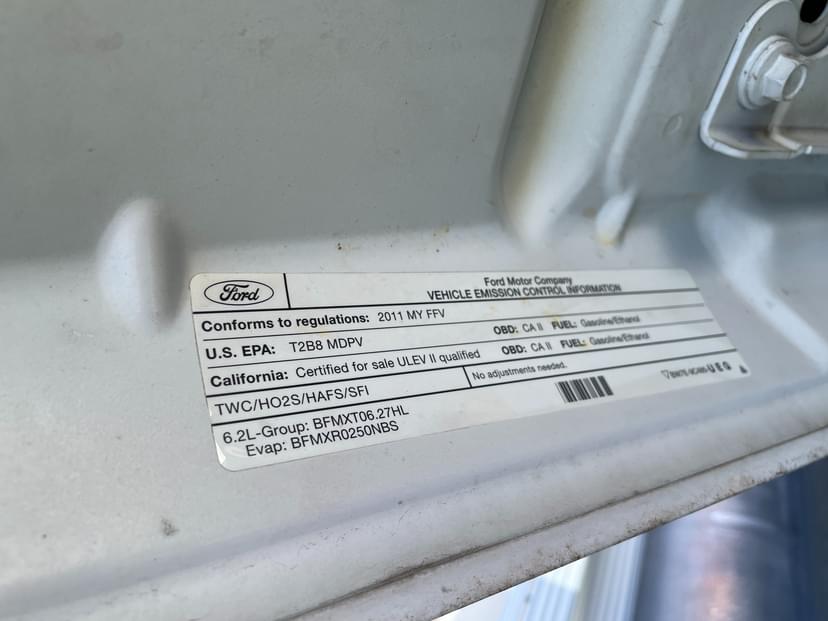 Ford
Ford Motor Company
VEHICLE EMISSION CONTROL INFORMATION
Conforms to regulations: 2011 MY FFV
U.S. EPA: T2B8 MDPV OBD: CA II FUEL: Gasoline/Ethanol
California: Certified for sale ULEV II qualified OBD: CA II FUEL: Gasoline/Ethanol
TWC/HO2S/HAFS/SFI
No adjustments needed.
6.2L-Group: BFMXT06.27HL
Evap: BFMXR0250NBS